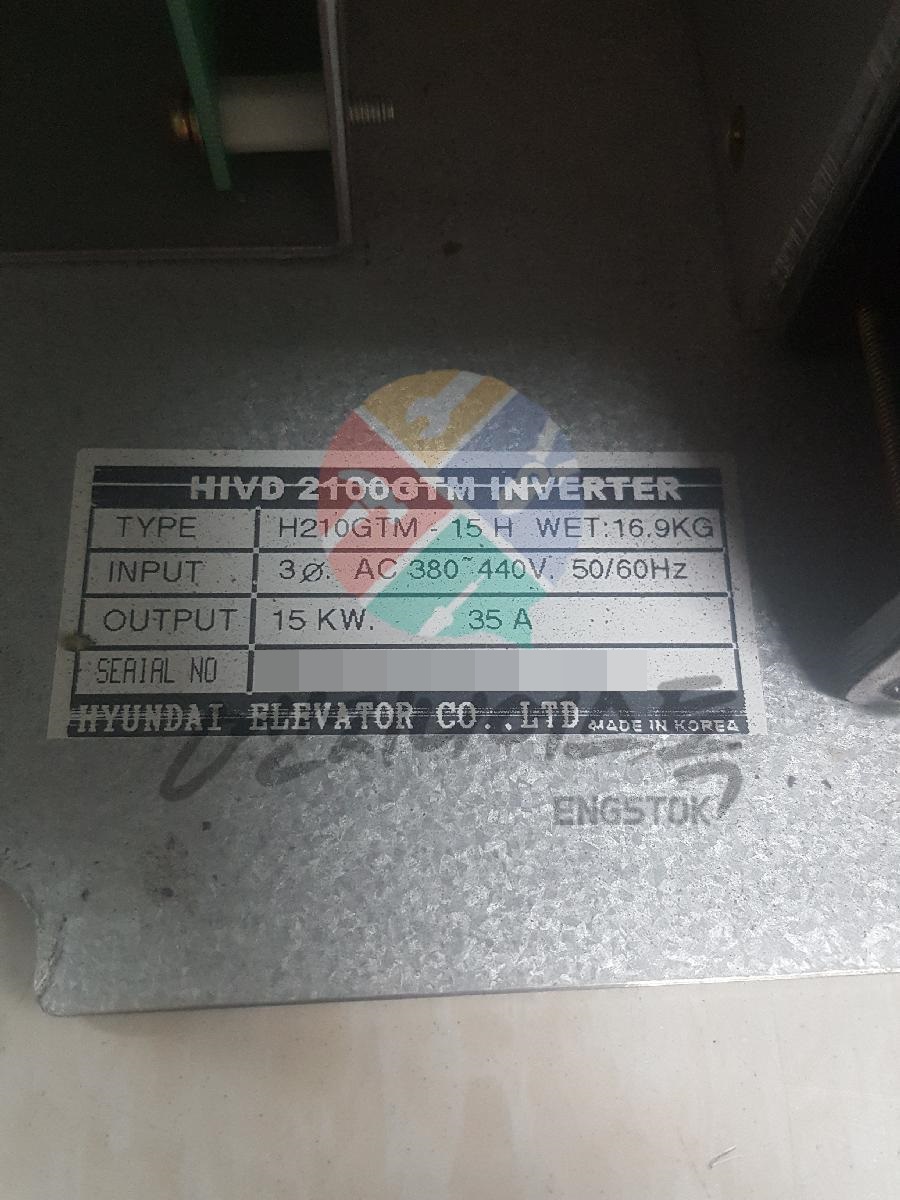 HIVD 2100GTM INVERTER
TYPE H210GTM - 15 H WET:16.9KG
INPUT 3Ø. AC 380~440V. 50/60Hz
OUTPUT 15 KW. 35 A
SERIAL NO
HYUNDAI ELEVATOR CO.,LTD MADE IN KOREA
ENGSTOK